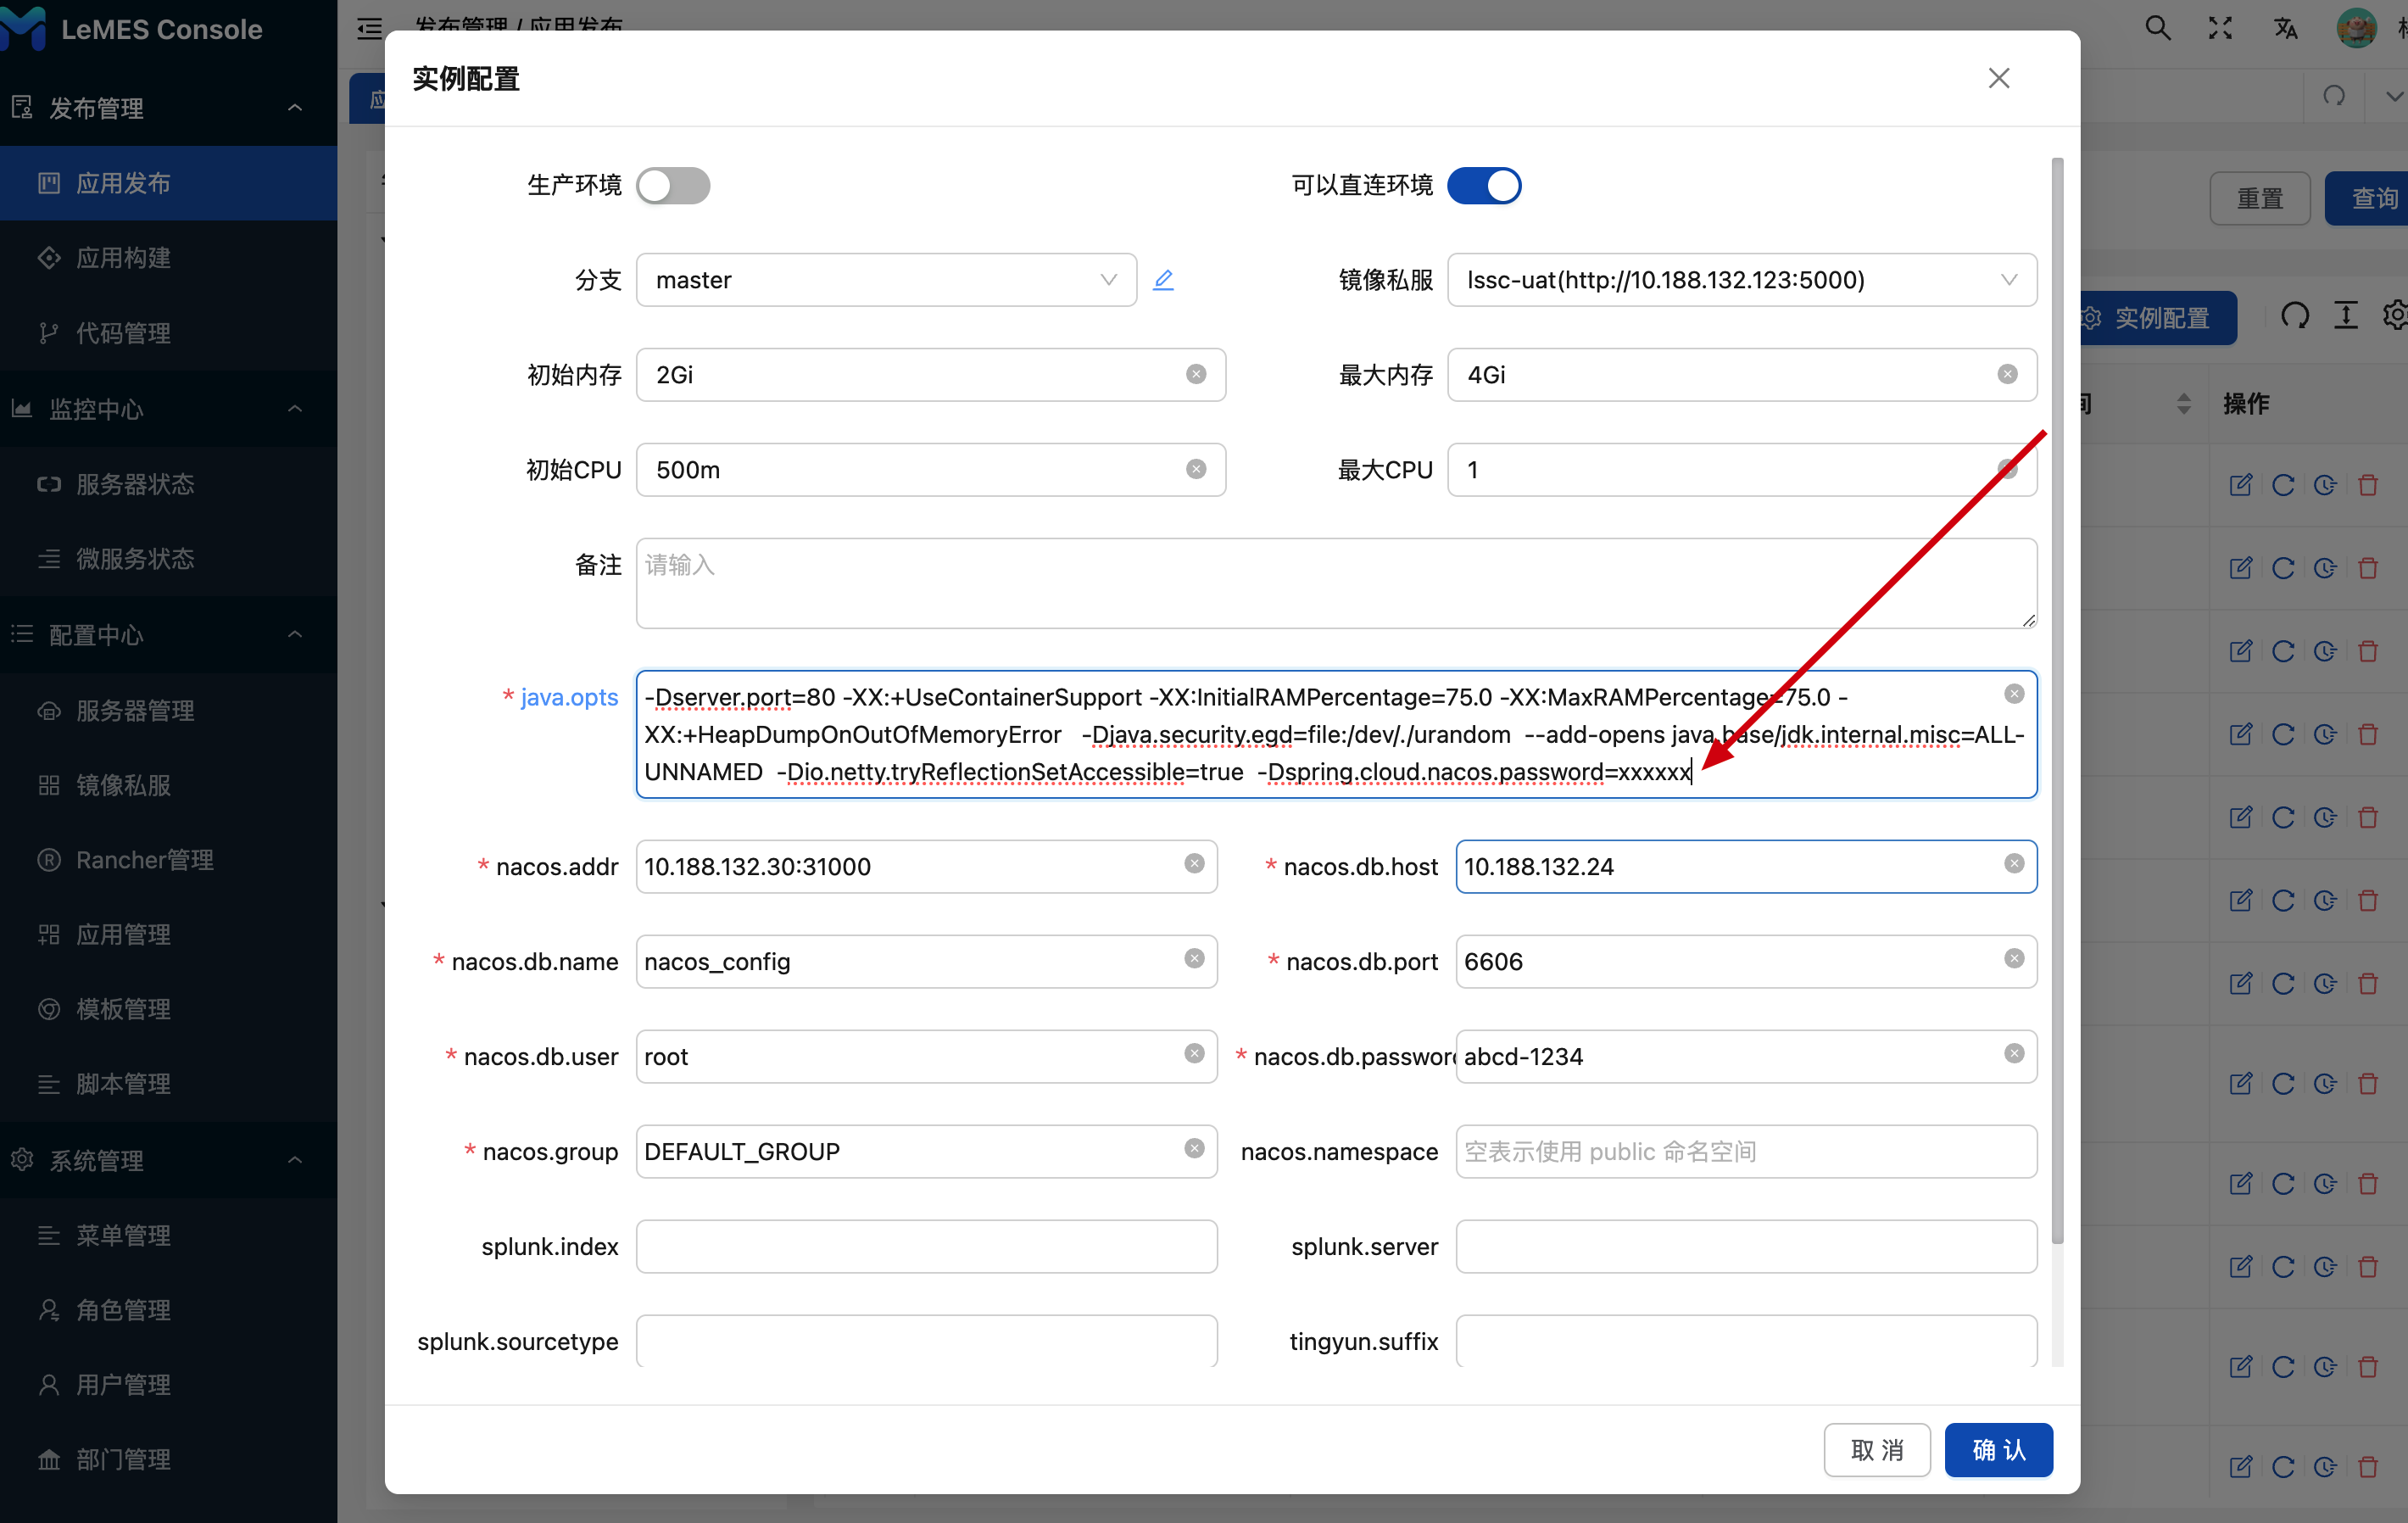 LeMES Console
发布管理 / 应用发布
发布管理
应用发布
应用构建
代码管理
监控中心
服务器状态
微服务状态
配置中心
服务器管理
镜像私服
Rancher管理
应用管理
模板管理
脚本管理
系统管理
菜单管理
角色管理
用户管理
部门管理
重置
查询
实例配置
操作
实例配置
生产环境
可以直连环境
分支
master
镜像私服
lssc-uat(http://10.188.132.123:5000)
初始内存
2Gi
最大内存
4Gi
初始CPU
500m
最大CPU
1
备注
请输入
* java.opts
-Dserver.port=80 -XX:+UseContainerSupport -XX:InitialRAMPercentage=75.0 -XX:MaxRAMPercentage=75.0 -
XX:+HeapDumpOnOutOfMemoryError -Djava.security.egd=file:/dev/./urandom --add-opens java.base/jdk.internal.misc=ALL-
UNNAMED -Dio.netty.tryReflectionSetAccessible=true -Dspring.cloud.nacos.password=xxxxxx
* nacos.addr
10.188.132.30:31000
* nacos.db.host
10.188.132.24
* nacos.db.name
nacos_config
* nacos.db.port
6606
* nacos.db.user
root
* nacos.db.password
abcd-1234
* nacos.group
DEFAULT_GROUP
nacos.namespace
空表示使用 public 命名空间
splunk.index
splunk.server
splunk.sourcetype
tingyun.suffix
取 消
确 认